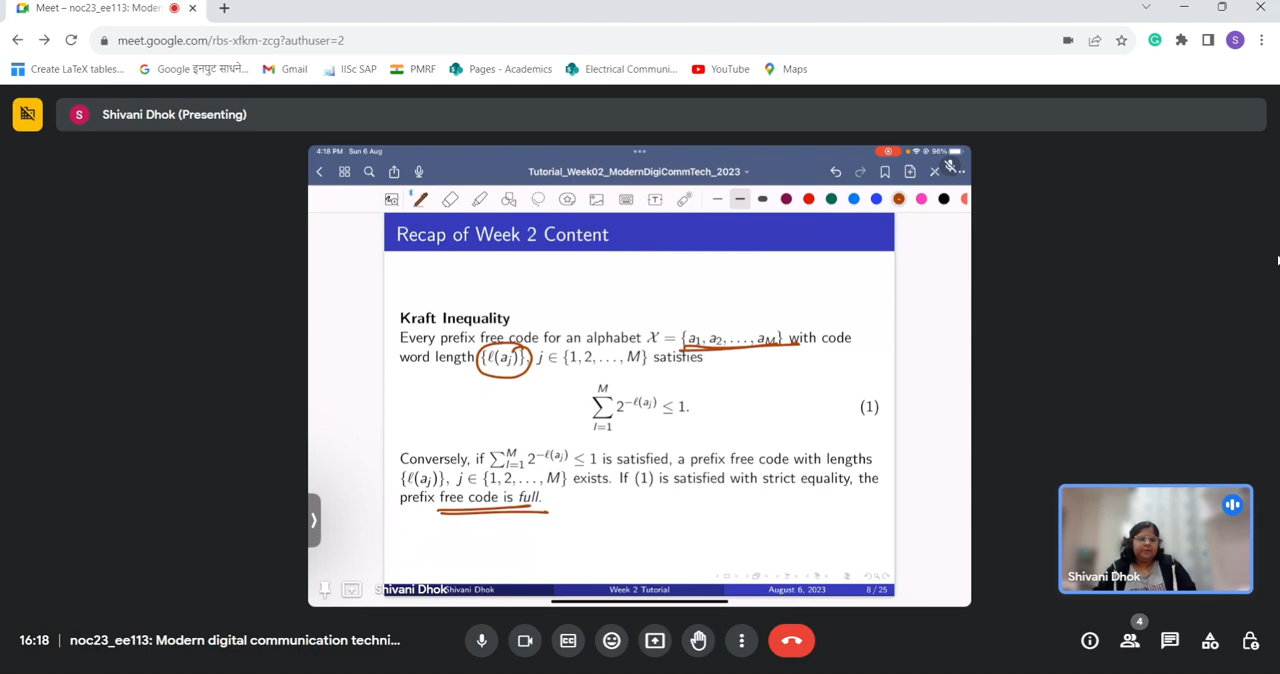 Meet – noc23_ee113: Modern
meet.google.com/rbs-xfkm-zcg?authuser=2
S
Create LaTeX tables... Google इनपुट साधने... Gmail IISc SAP PMRF Pages - Academics Electrical Communi... YouTube Maps
S Shivani Dhok (Presenting)
4:18 PM Sun 6 Aug 96%
Tutorial_Week02_ModernDigiCommTech_2023
Recap of Week 2 Content
Kraft Inequality
Every prefix free code for an alphabet 𝒳 = {a₁, a₂, . . . , a_M} with code
word length {ℓ(a_j)}, j ∈ {1, 2, . . . , M} satisfies
∑_{l=1}^{M} 2^{−ℓ(a_j)} ≤ 1. (1)
Conversely, if ∑_{l=1}^{M} 2^{−ℓ(a_j)} ≤ 1 is satisfied, a prefix free code with lengths
{ℓ(a_j)}, j ∈ {1, 2, . . . , M} exists. If (1) is satisfied with strict equality, the
prefix free code is full.
Shivani Dhok
Shivani Dhok Shivani Dhok Week 2 Tutorial August 6, 2023 8 / 25
16:18 | noc23_ee113: Modern digital communication techni...
4